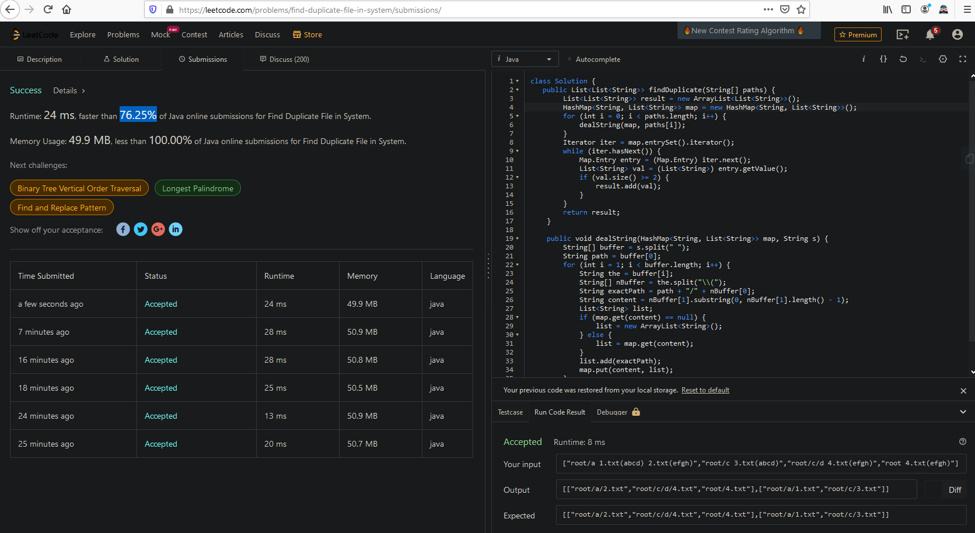 https://leetcode.com/problems/find-duplicate-file-in-system/submissions/
LeetCode Explore Problems Mock Contest Articles Discuss Store
🔥New Contest Rating Algorithm 🔥
Premium
5
Description Solution Submissions Discuss (200)
Success Details >
Runtime: 24 ms, faster than 76.25% of Java online submissions for Find Duplicate File in System.
Memory Usage: 49.9 MB, less than 100.00% of Java online submissions for Find Duplicate File in System.
Next challenges:
Binary Tree Vertical Order Traversal Longest Palindrome
Find and Replace Pattern
Show off your acceptance:
Time Submitted Status Runtime Memory Language
a few seconds ago Accepted 24 ms 49.9 MB java
7 minutes ago Accepted 28 ms 50.9 MB java
16 minutes ago Accepted 28 ms 50.8 MB java
18 minutes ago Accepted 25 ms 50.5 MB java
24 minutes ago Accepted 13 ms 50.9 MB java
25 minutes ago Accepted 20 ms 50.7 MB java
i Java Autocomplete
1 class Solution {
2 public List<List<String>> findDuplicate(String[] paths) {
3 List<List<String>> result = new ArrayList<List<String>>();
4 HashMap<String, List<String>> map = new HashMap<String, List<String>>();
5 for (int i = 0; i < paths.length; i++) {
6 dealString(map, paths[i]);
7 }
8 Iterator iter = map.entrySet().iterator();
9 while (iter.hasNext()) {
10 Map.Entry entry = (Map.Entry) iter.next();
11 List<String> val = (List<String>) entry.getValue();
12 if (val.size() >= 2) {
13 result.add(val);
14 }
15 }
16 return result;
17 }
18
19 public void dealString(HashMap<String, List<String>> map, String s) {
20 String[] buffer = s.split(" ");
21 String path = buffer[0];
22 for (int i = 1; i < buffer.length; i++) {
23 String the = buffer[i];
24 String[] nBuffer = the.split("\\(");
25 String exactPath = path + "/" + nBuffer[0];
26 String content = nBuffer[1].substring(0, nBuffer[1].length() - 1);
27 List<String> list;
28 if (map.get(content) == null) {
29 list = new ArrayList<String>();
30 } else {
31 list = map.get(content);
32 }
33 list.add(exactPath);
34 map.put(content, list);
Your previous code was restored from your local storage. Reset to default
Testcase Run Code Result Debugger
Accepted Runtime: 8 ms
Your input ["root/a 1.txt(abcd) 2.txt(efgh)","root/c 3.txt(abcd)","root/c/d 4.txt(efgh)","root 4.txt(efgh)"]
Output [["root/a/2.txt","root/c/d/4.txt","root/4.txt"],["root/a/1.txt","root/c/3.txt"]] Diff
Expected [["root/a/2.txt","root/c/d/4.txt","root/4.txt"],["root/a/1.txt","root/c/3.txt"]]